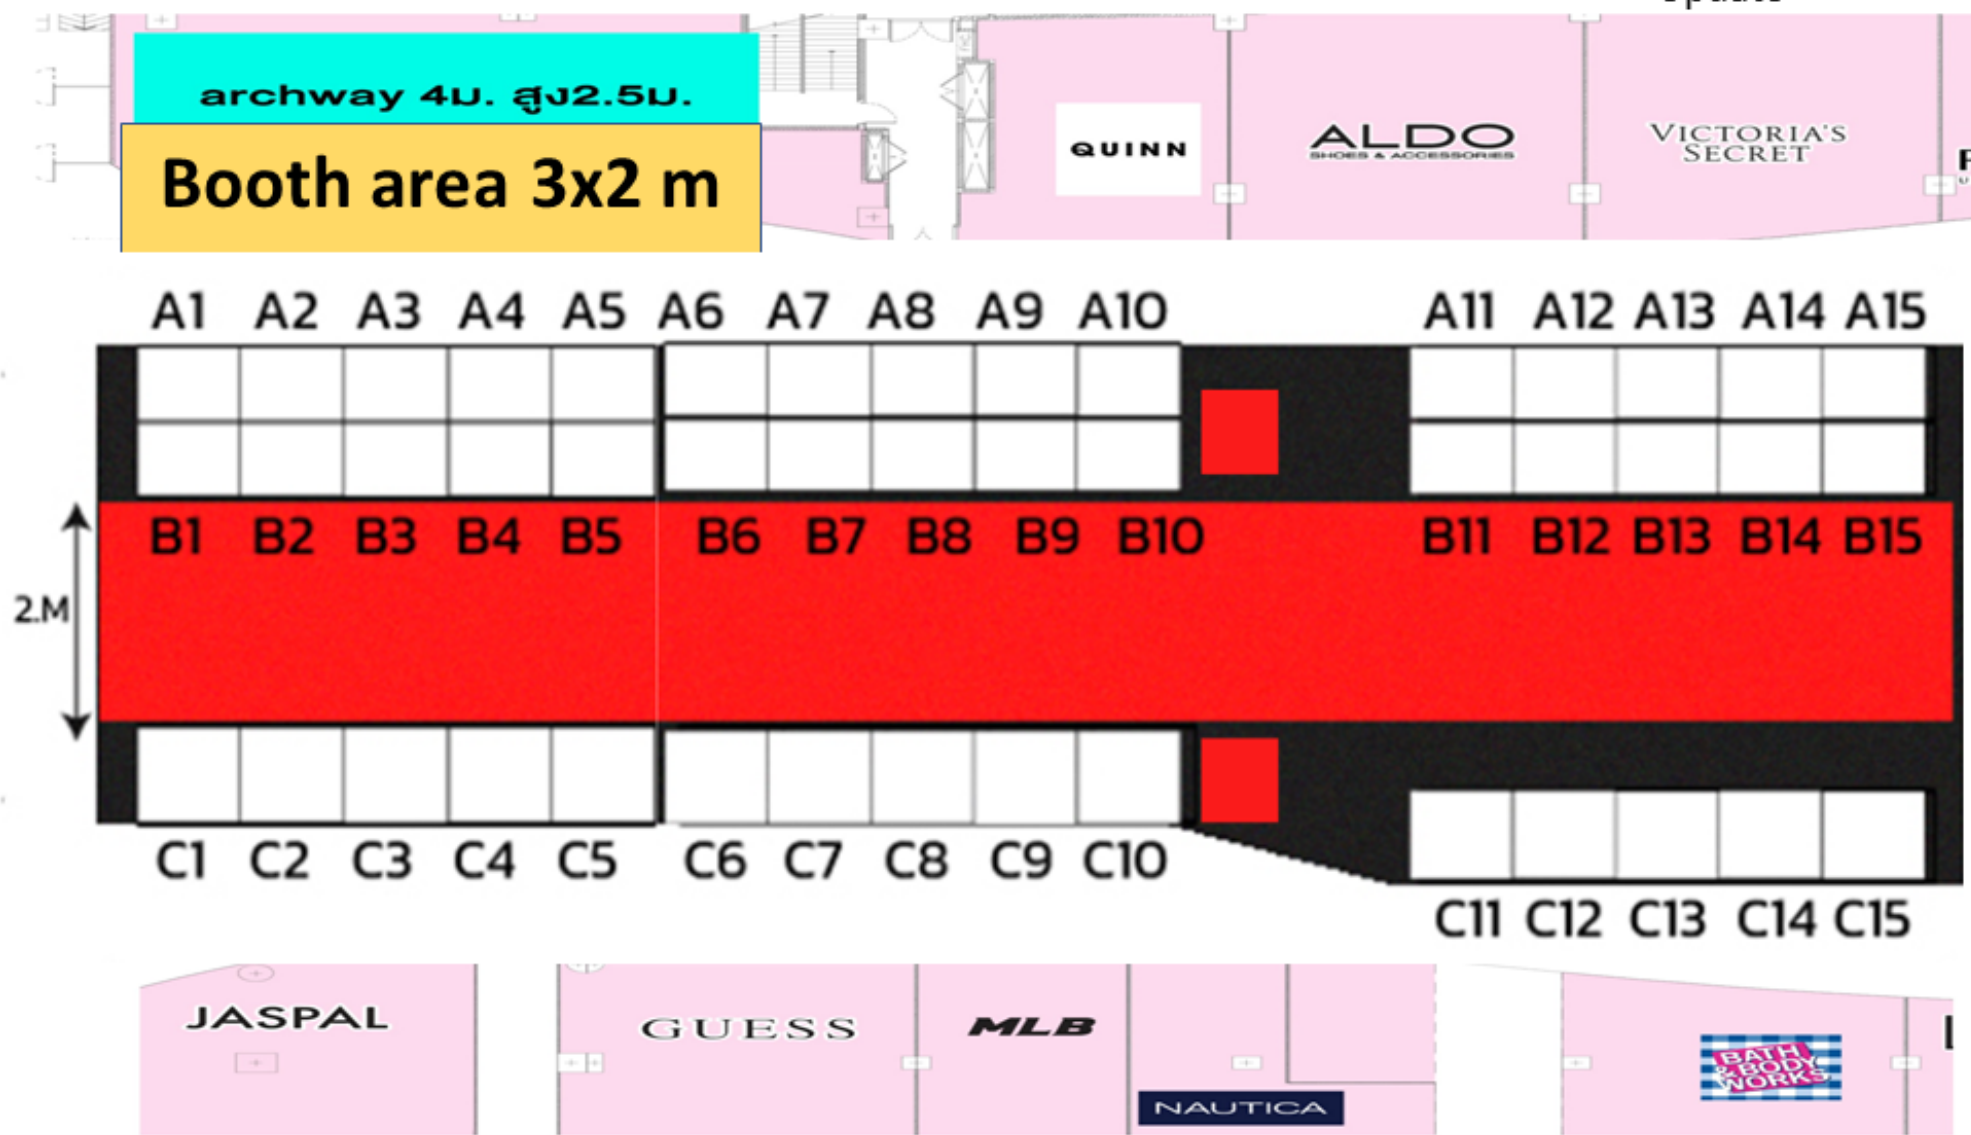 archway 4ม. สูง2.5ม.
Booth area 3x2 m
QUINN
ALDO
SHOES & ACCESSORIES
VICTORIA'S
SECRET
A1 A2 A3 A4 A5 A6 A7 A8 A9 A10 A11 A12 A13 A14 A15
B1 B2 B3 B4 B5 B6 B7 B8 B9 B10 B11 B12 B13 B14 B15
2.M
C1 C2 C3 C4 C5 C6 C7 C8 C9 C10
C11 C12 C13 C14 C15
JASPAL
GUESS
MLB
NAUTICA
BATH
& BODY
WORKS